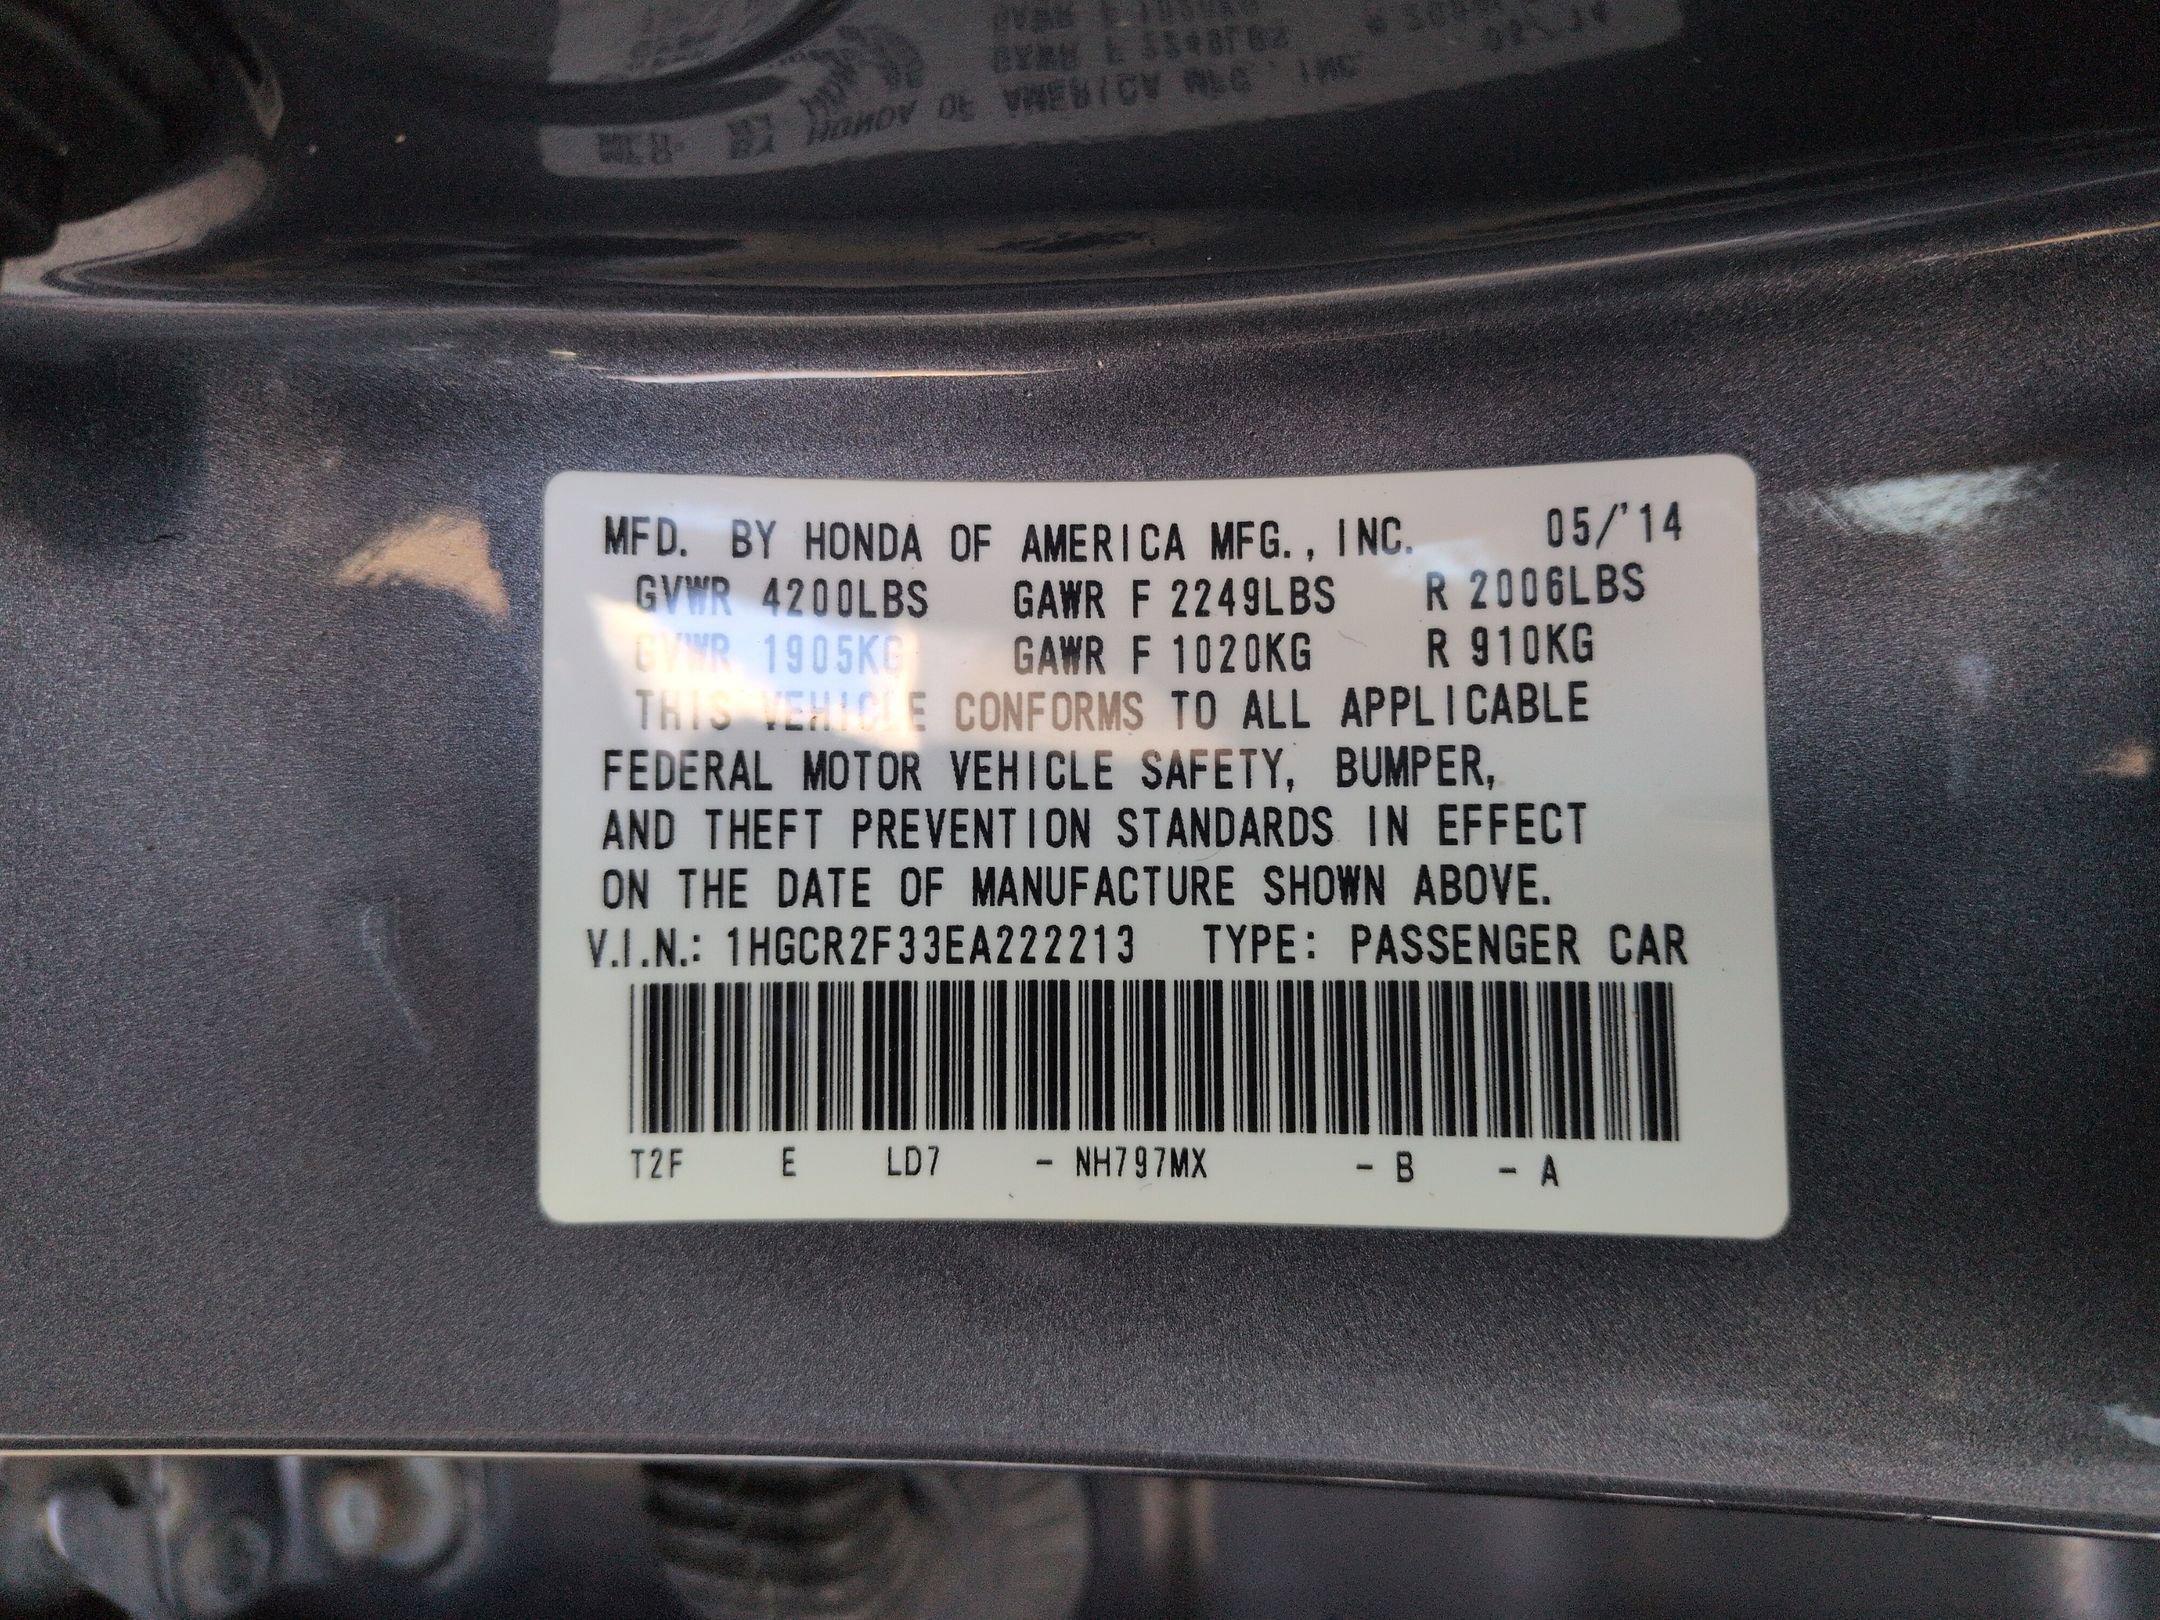 MFD. BY HONDA OF AMERICA MFG., INC. 05/'14
GVWR 4200LBS GAWR F 2249LBS R 2006LBS
GVWR 1905KG GAWR F 1020KG R 910KG
THIS VEHICLE CONFORMS TO ALL APPLICABLE
FEDERAL MOTOR VEHICLE SAFETY, BUMPER,
AND THEFT PREVENTION STANDARDS IN EFFECT
ON THE DATE OF MANUFACTURE SHOWN ABOVE.
V.I.N.: 1HGCR2F33EA222213 TYPE: PASSENGER CAR
T2F E LD7 - NH797MX - B - A